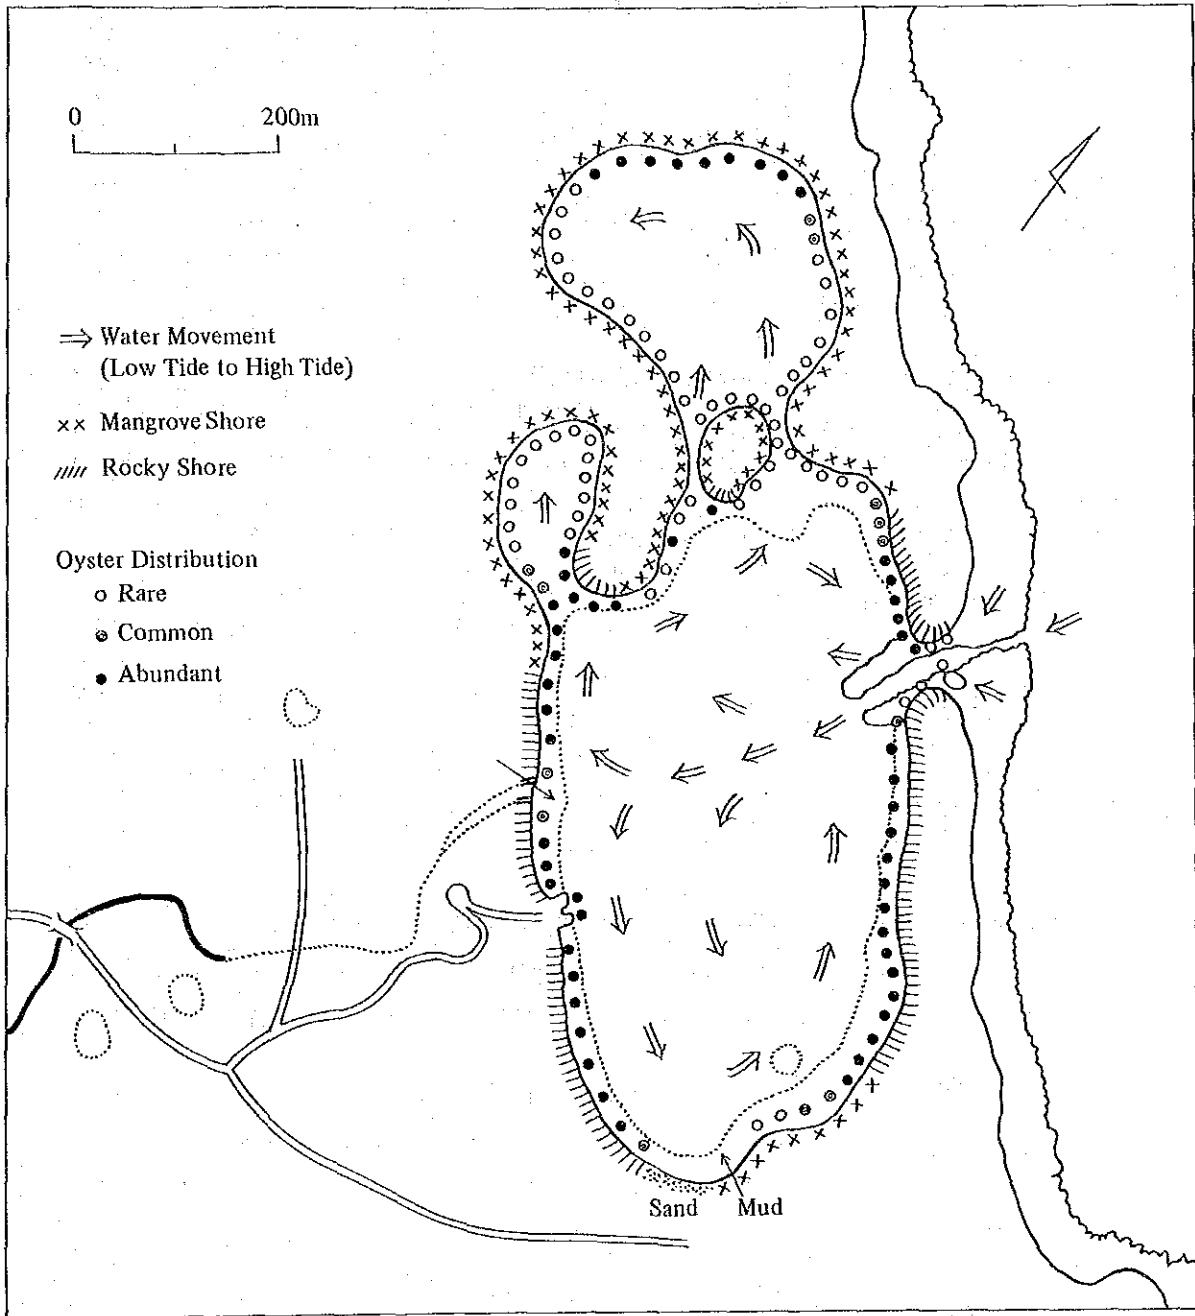 0 200m
⇒ Water Movement
(Low Tide to High Tide)
×× Mangrove Shore
Rocky Shore
Oyster Distribution
○ Rare
◎ Common
● Abundant
Sand Mud